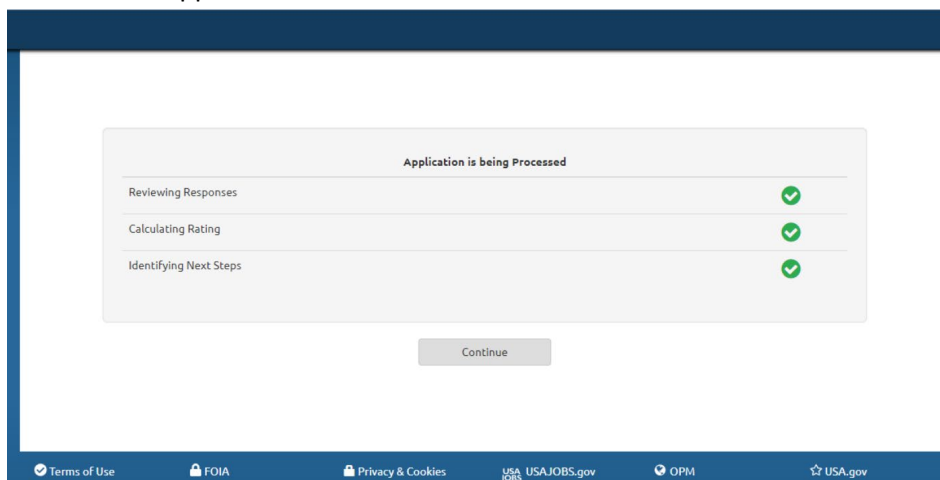 Application is being Processed
Reviewing Responses
Calculating Rating
Identifying Next Steps
Continue
Terms of Use FOIA Privacy & Cookies USA JOBS USAJOBS.gov OPM USA.gov